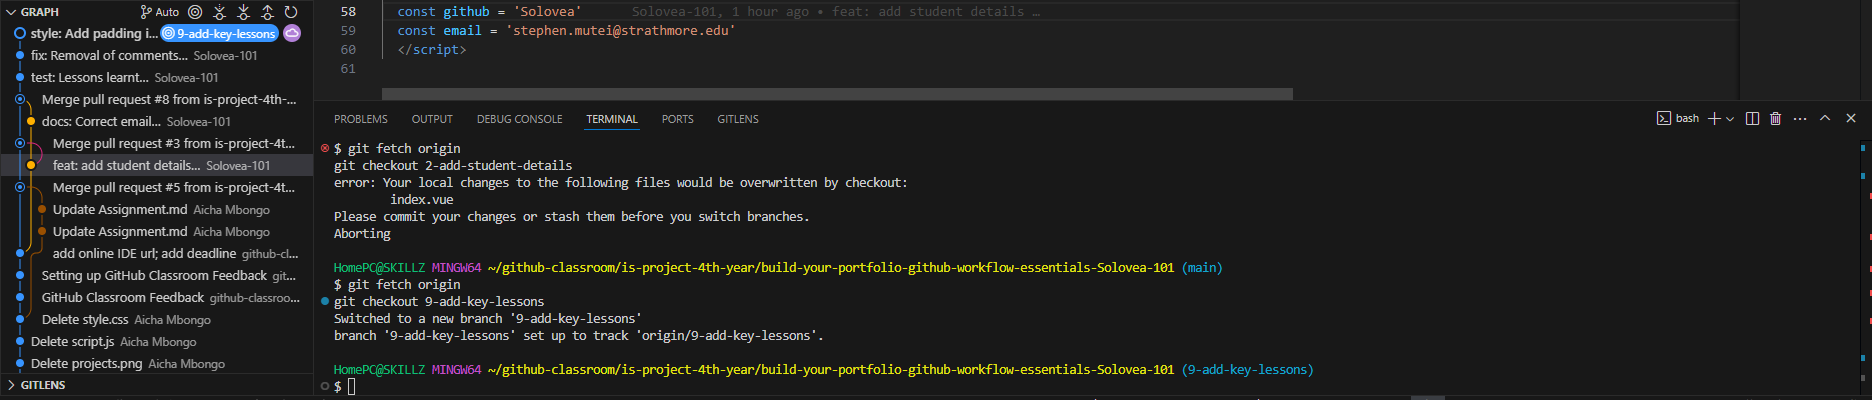 GRAPH
Auto
style: Add padding i... 9-add-key-lessons
fix: Removal of comments... Solovea-101
test: Lessons learnt... Solovea-101
Merge pull request #8 from is-project-4th-...
docs: Correct email... Solovea-101
Merge pull request #3 from is-project-4t...
feat: add student details... Solovea-101
Merge pull request #5 from is-project-4t...
Update Assignment.md Aicha Mbongo
Update Assignment.md Aicha Mbongo
add online IDE url; add deadline github-cl...
Setting up GitHub Classroom Feedback git...
GitHub Classroom Feedback github-classroo...
Delete style.css Aicha Mbongo
Delete script.js Aicha Mbongo
Delete projects.png Aicha Mbongo
GITLENS
58 const github = 'Solovea' Solovea-101, 1 hour ago • feat: add student details …
59 const email = 'stephen.mutei@strathmore.edu'
60 </script>
61
PROBLEMS OUTPUT DEBUG CONSOLE TERMINAL PORTS GITLENS
bash
$ git fetch origin
git checkout 2-add-student-details
error: Your local changes to the following files would be overwritten by checkout:
index.vue
Please commit your changes or stash them before you switch branches.
Aborting
HomePC@SKILLZ MINGW64 ~/github-classroom/is-project-4th-year/build-your-portfolio-github-workflow-essentials-Solovea-101 (main)
$ git fetch origin
git checkout 9-add-key-lessons
Switched to a new branch '9-add-key-lessons'
branch '9-add-key-lessons' set up to track 'origin/9-add-key-lessons'.
HomePC@SKILLZ MINGW64 ~/github-classroom/is-project-4th-year/build-your-portfolio-github-workflow-essentials-Solovea-101 (9-add-key-lessons)
$